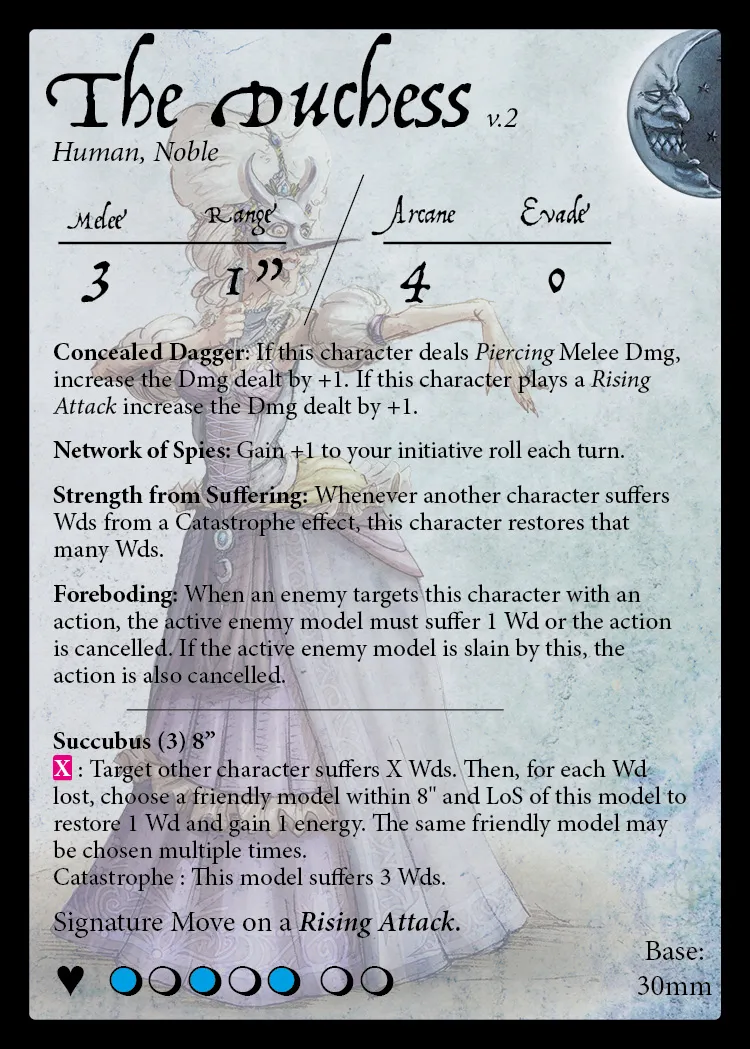 The Duchess v.2
Human, Noble
Melee Range Arcane Evade
3 1” 4 0
Concealed Dagger: If this character deals Piercing Melee Dmg,
increase the Dmg dealt by +1. If this character plays a Rising
Attack increase the Dmg dealt by +1.
Network of Spies: Gain +1 to your initiative roll each turn.
Strength from Suffering: Whenever another character suffers
Wds from a Catastrophe effect, this character restores that
many Wds.
Foreboding: When an enemy targets this character with an
action, the active enemy model must suffer 1 Wd or the action
is cancelled. If the active enemy model is slain by this, the
action is also cancelled.
Succubus (3) 8”
X : Target other character suffers X Wds. Then, for each Wd
lost, choose a friendly model within 8" and LoS of this model to
restore 1 Wd and gain 1 energy. The same friendly model may
be chosen multiple times.
Catastrophe : This model suffers 3 Wds.
Signature Move on a Rising Attack.
Base:
30mm